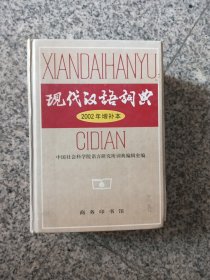 XIANDAIHANYU
现代汉语词典
2002年增补本
CIDIAN
中国社会科学院语言研究所词典编辑室编
商务印书馆